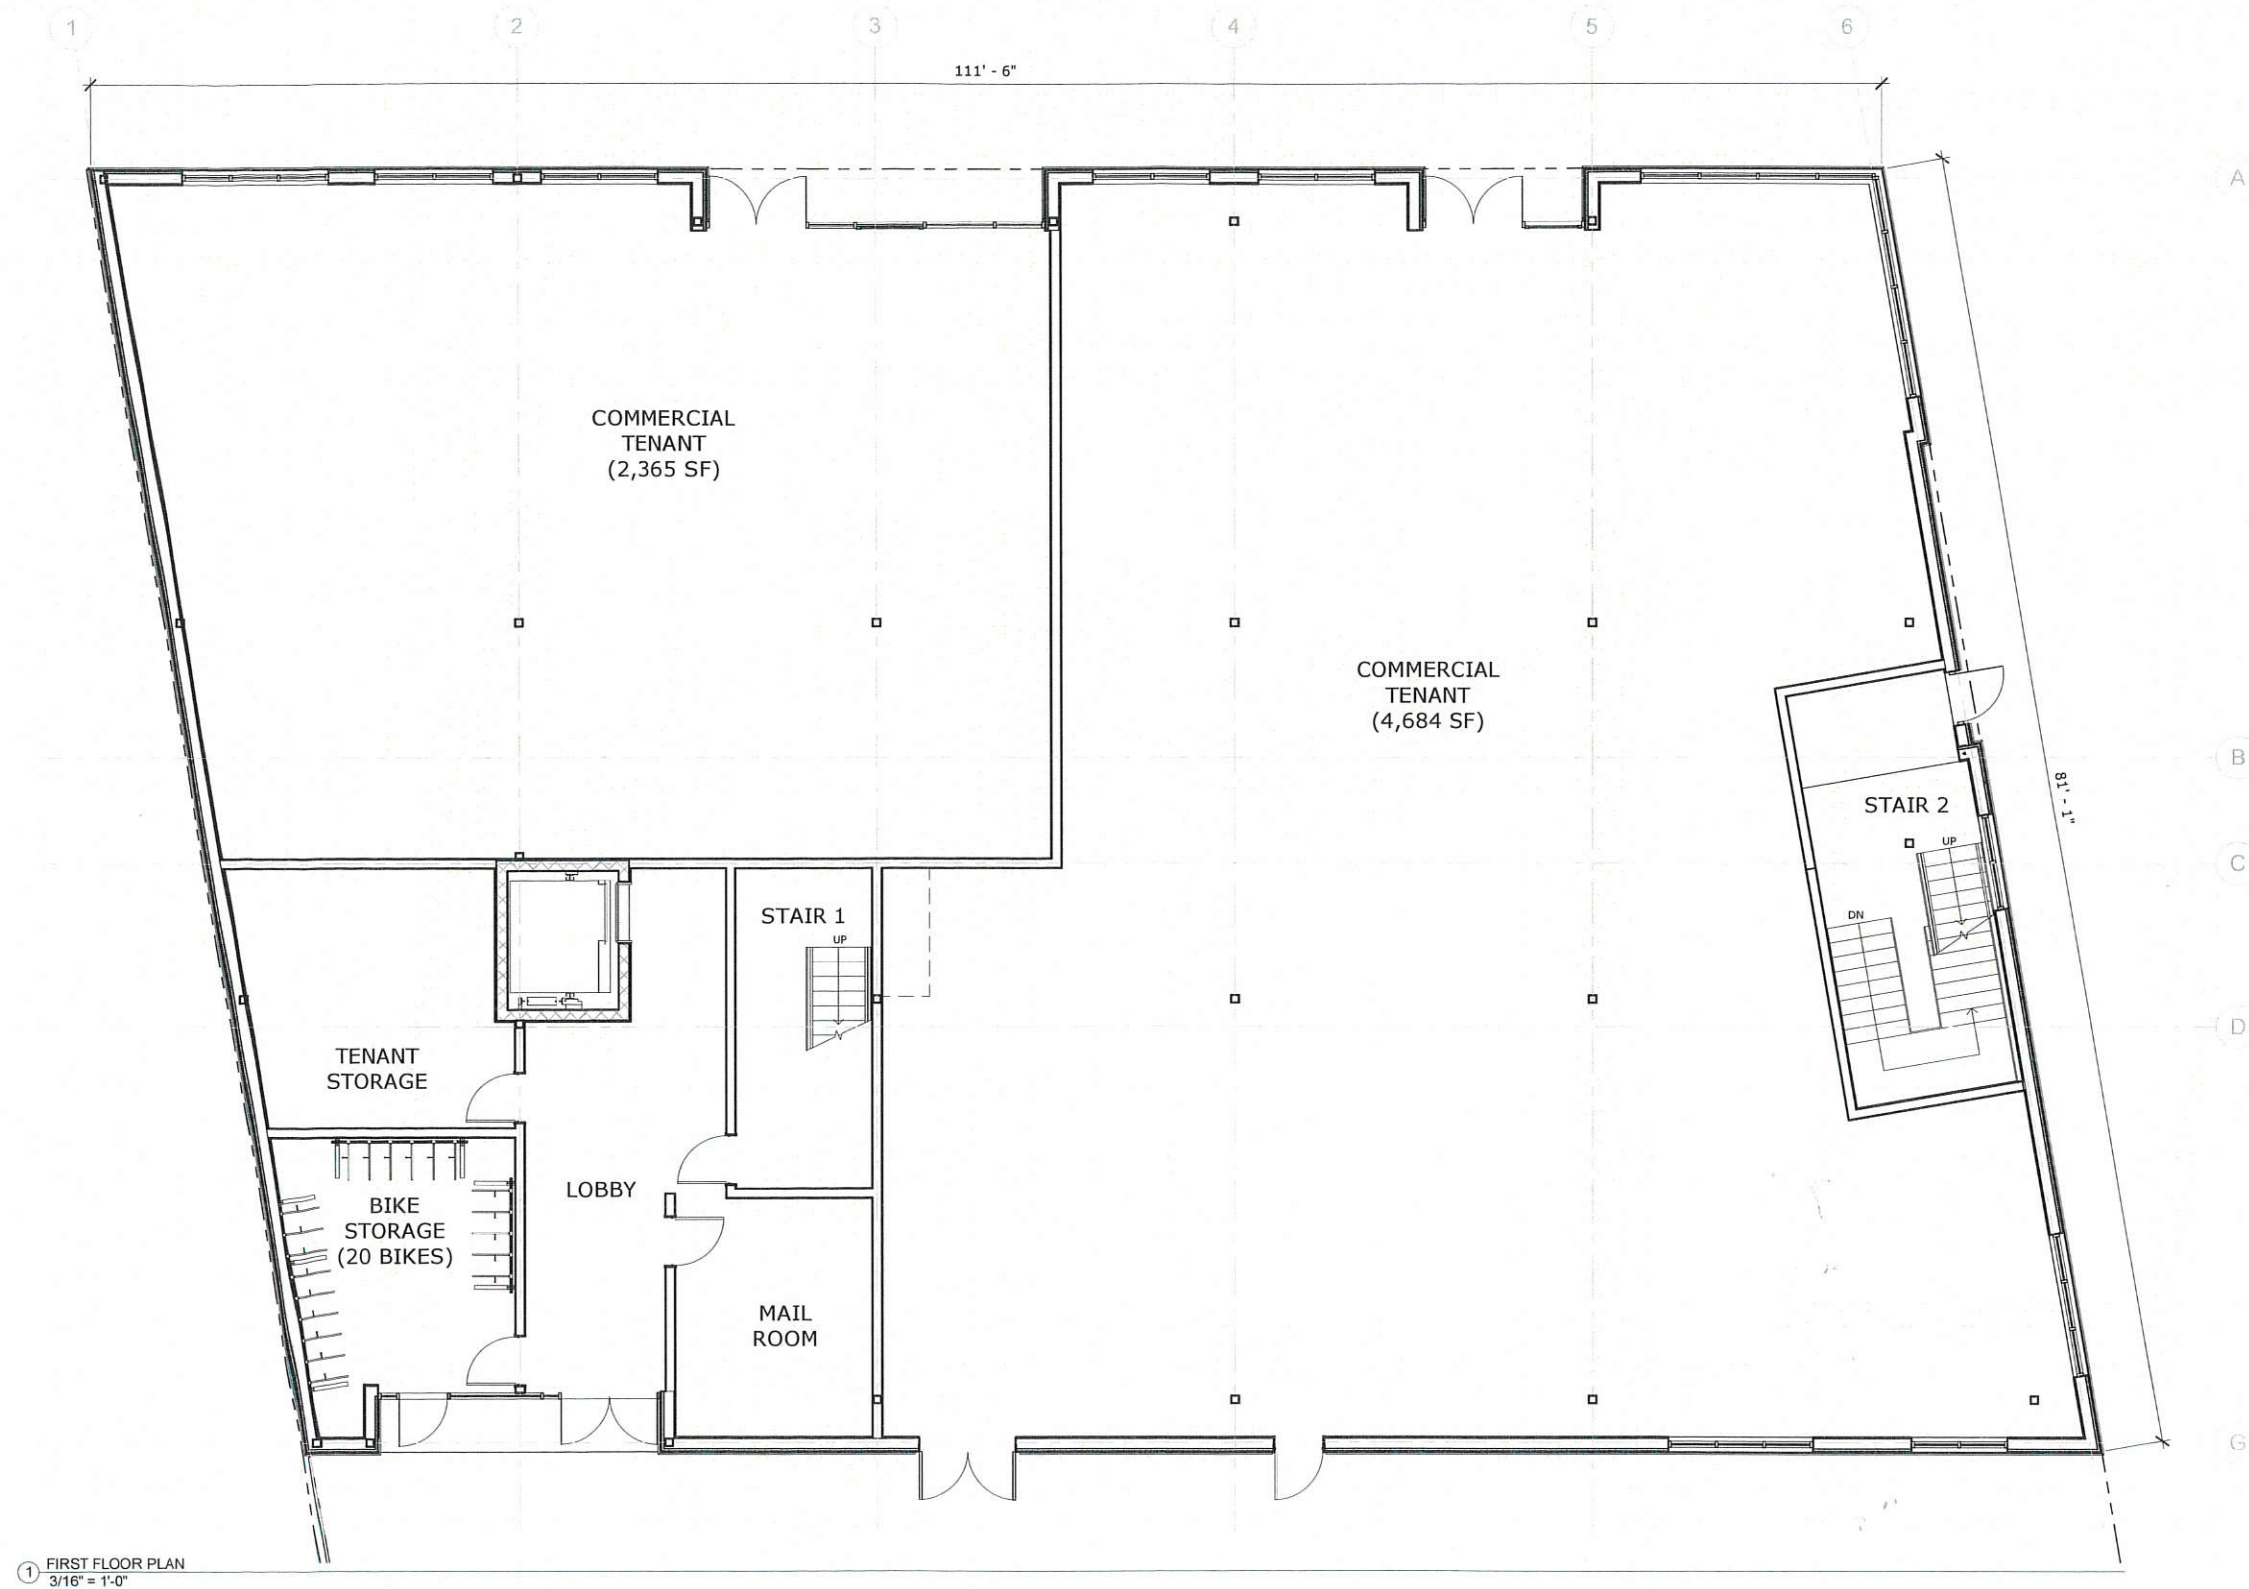 1 2 3 4 5 6
111' - 6"
A
COMMERCIAL
TENANT
(2,365 SF)
COMMERCIAL
TENANT
(4,684 SF)
B
81' - 1"
STAIR 2
UP
C
STAIR 1
UP
DN
D
TENANT
STORAGE
LOBBY
BIKE
STORAGE
(20 BIKES)
MAIL
ROOM
G
1 FIRST FLOOR PLAN
3/16" = 1'-0"